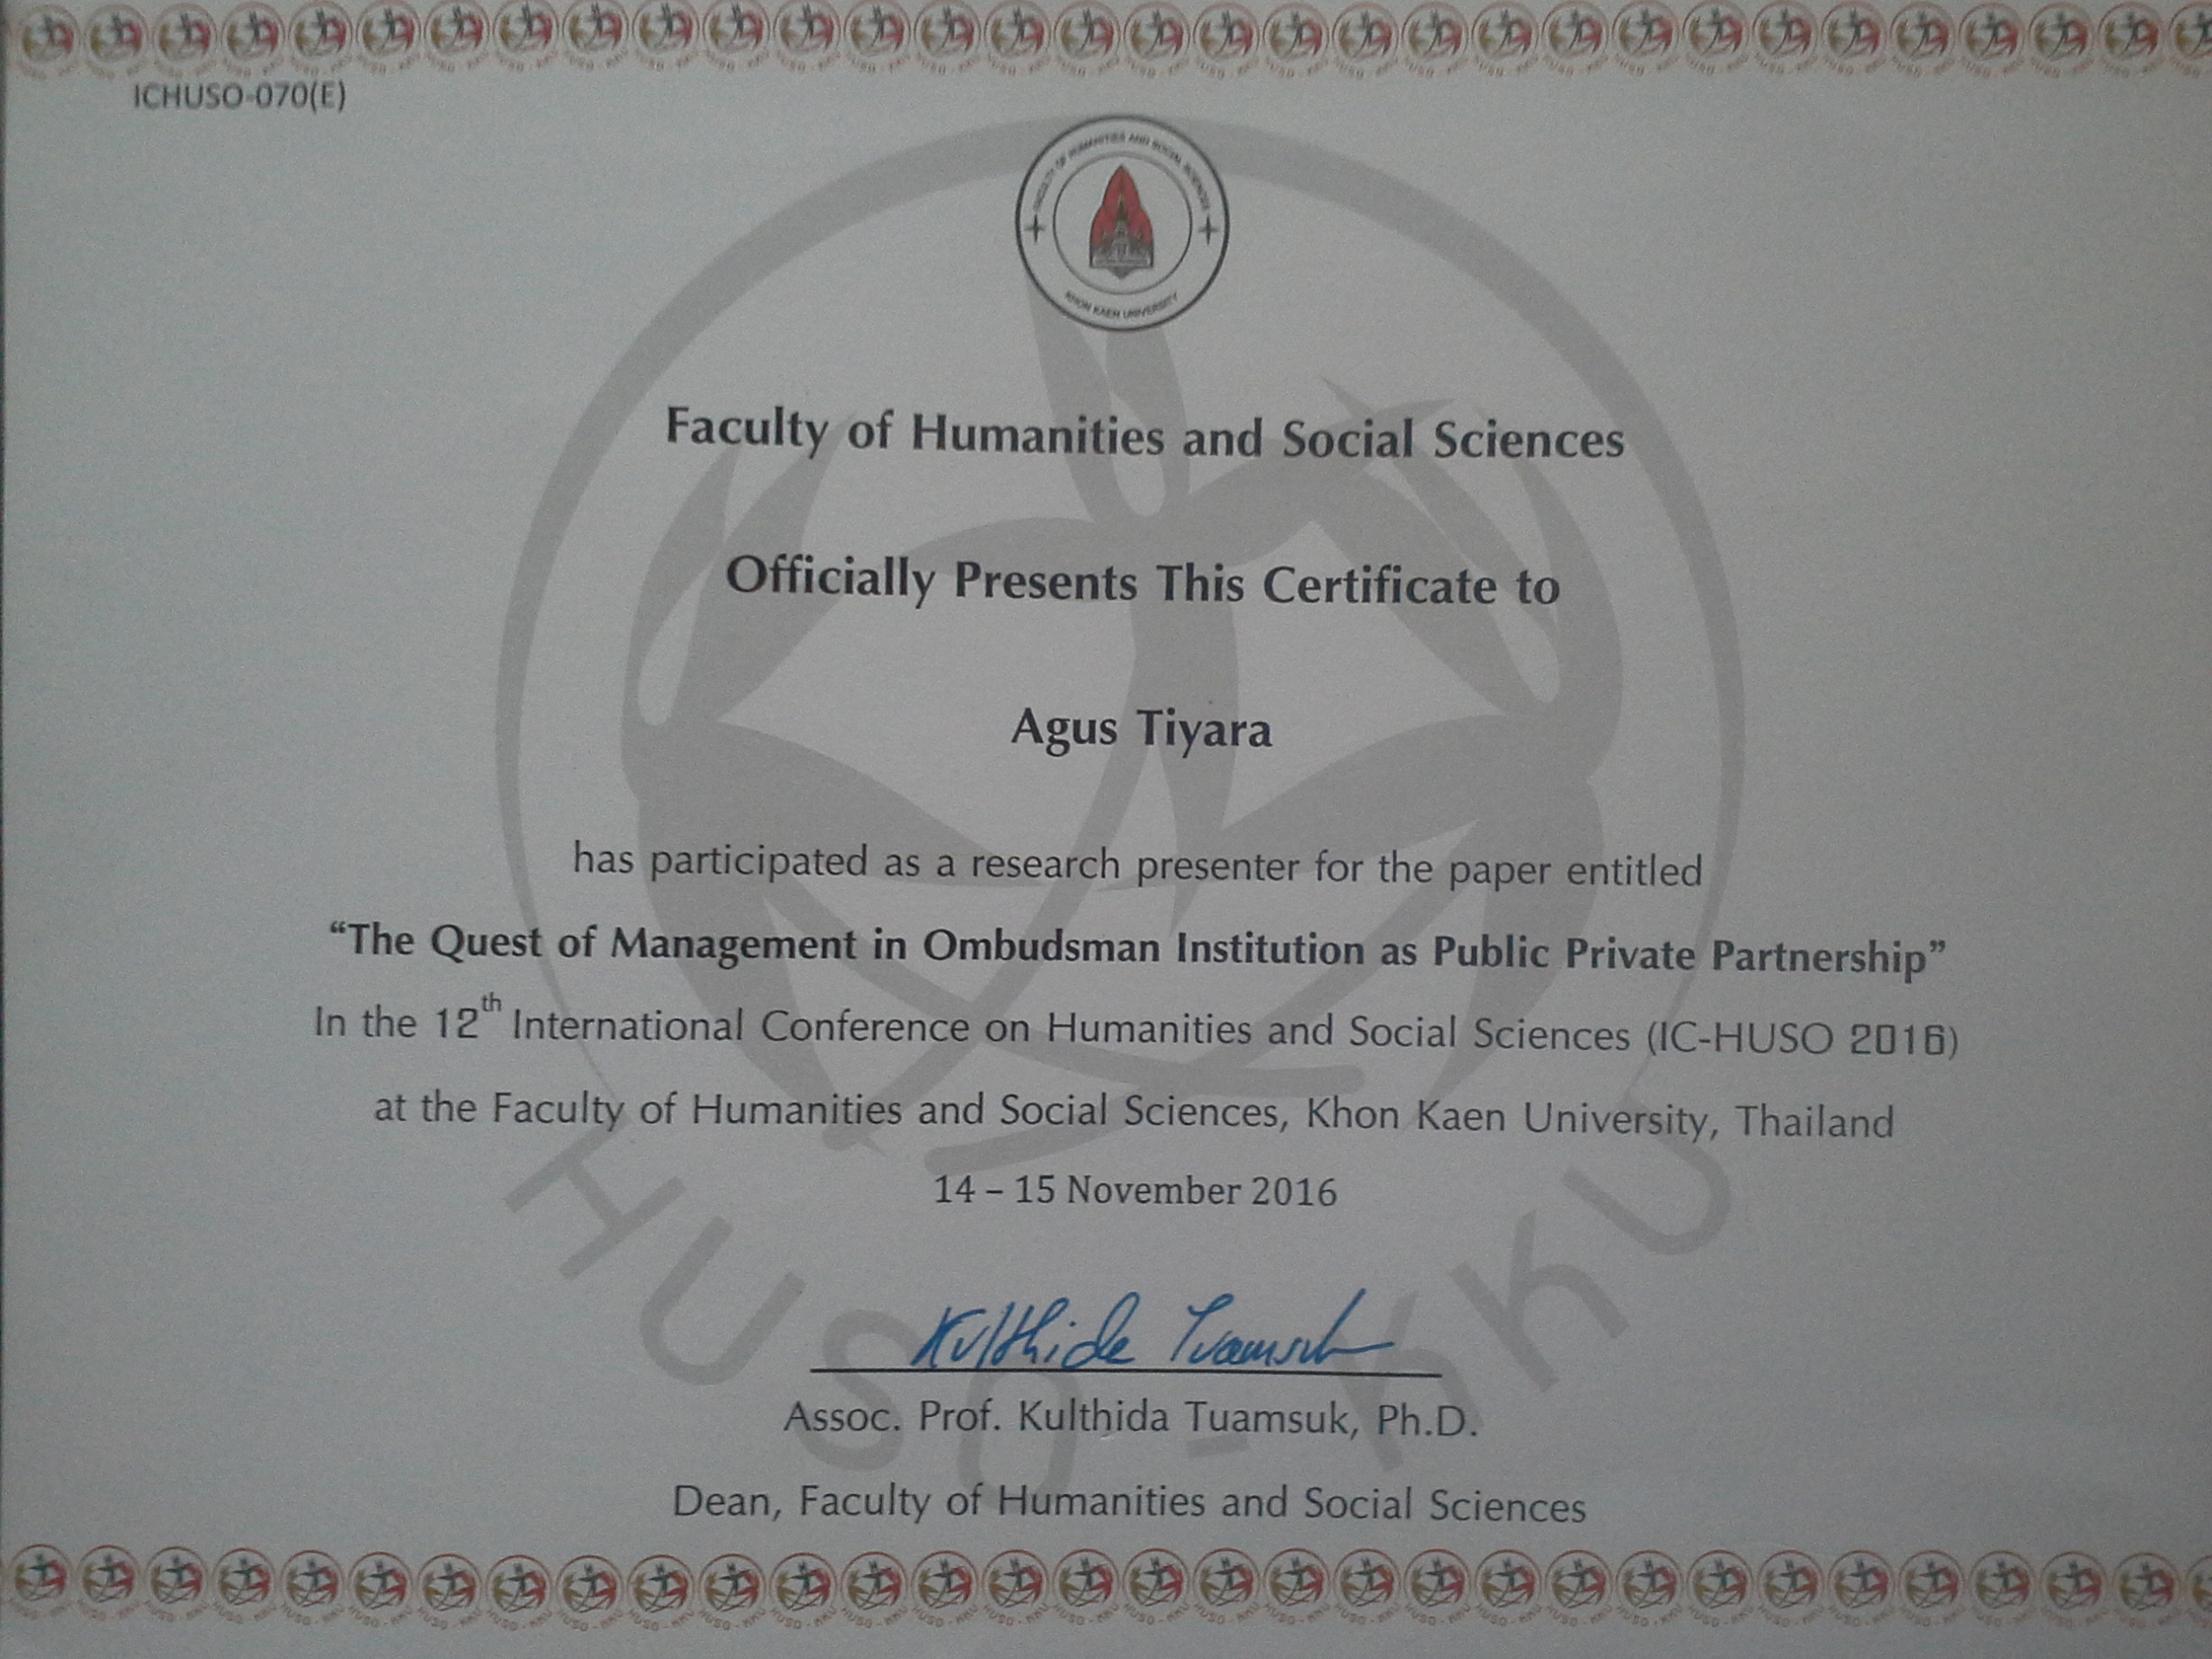 ICHUSO-070(E)
FACULTY OF HUMANITIES AND SOCIAL SCIENCES
KHON KAEN UNIVERSITY
Faculty of Humanities and Social Sciences
Officially Presents This Certificate to
Agus Tiyara
has participated as a research presenter for the paper entitled
“The Quest of Management in Ombudsman Institution as Public Private Partnership”
In the 12th International Conference on Humanities and Social Sciences (IC-HUSO 2016)
at the Faculty of Humanities and Social Sciences, Khon Kaen University, Thailand
14 – 15 November 2016
HUSO - KKU
Kulthida Tuamsuk
Assoc. Prof. Kulthida Tuamsuk, Ph.D.
Dean, Faculty of Humanities and Social Sciences